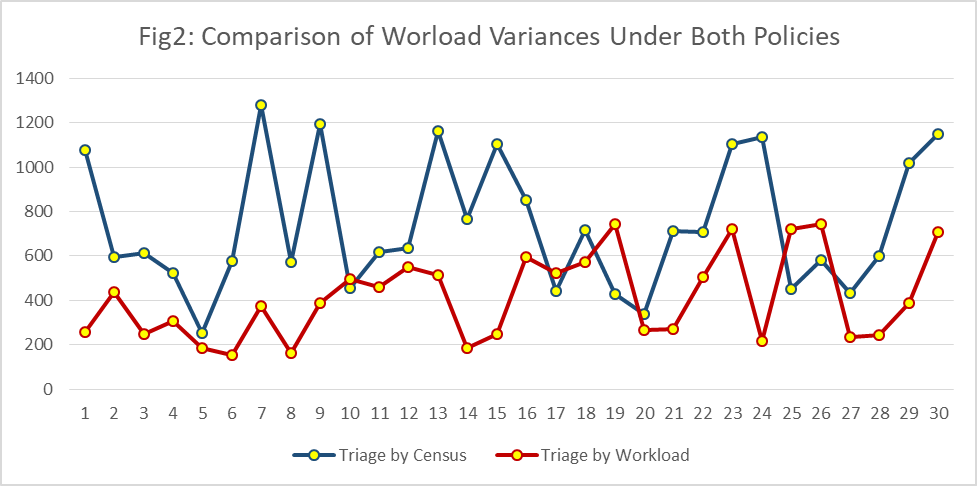 Fig2: Comparison of Worload Variances Under Both Policies
1400
1200
1000
800
600
400
200
0
1 2 3 4 5 6 7 8 9 10 11 12 13 14 15 16 17 18 19 20 21 22 23 24 25 26 27 28 29 30
Triage by Census Triage by Workload